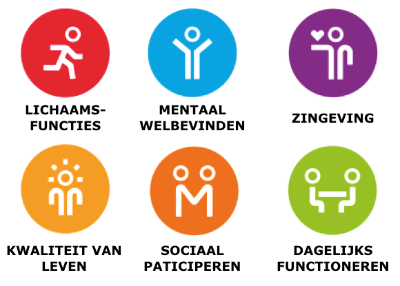 LICHAAMS-
FUNCTIES
MENTAAL
WELBEVINDEN
ZINGEVING
KWALITEIT VAN
LEVEN
SOCIAAL
PATICIPEREN
DAGELIJKS
FUNCTIONEREN